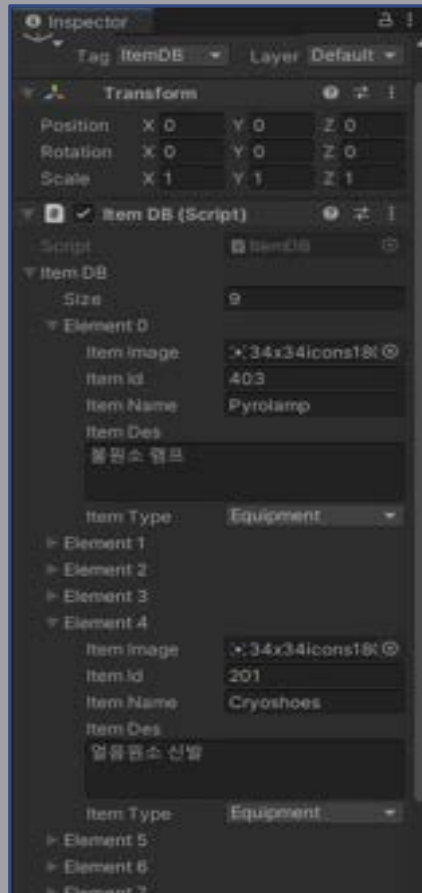 Inspector
Tag ItemDB Layer Default
Transform
Position X 0 Y 0 Z 0
Rotation X 0 Y 0 Z 0
Scale X 1 Y 1 Z 1
Item DB (Script)
Script ItemDB
Item DB
Size 9
Element 0
Item Image 34x34icons18
Item Id 403
Item Name Pyrolamp
Item Des
불원소 램프
Item Type Equipment
Element 1
Element 2
Element 3
Element 4
Item Image 34x34icons18
Item Id 201
Item Name Cryoshoes
Item Des
얼음원소 신발
Item Type Equipment
Element 5
Element 6
Element 7